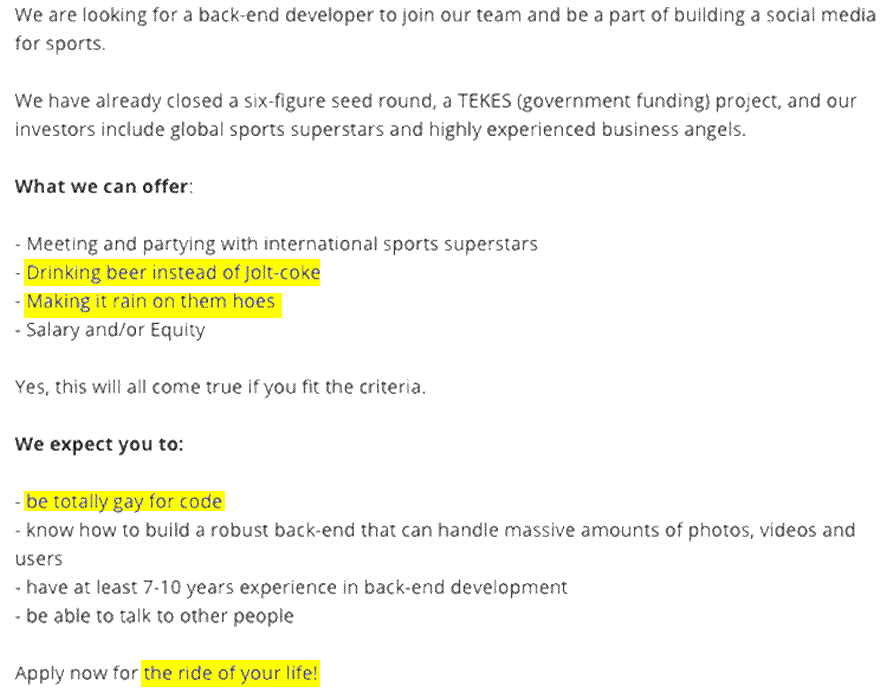 We are looking for a back-end developer to join our team and be a part of building a social media
for sports.
We have already closed a six-figure seed round, a TEKES (government funding) project, and our
investors include global sports superstars and highly experienced business angels.
What we can offer:
- Meeting and partying with international sports superstars
- Drinking beer instead of Jolt-coke
- Making it rain on them hoes
- Salary and/or Equity
Yes, this will all come true if you fit the criteria.
We expect you to:
- be totally gay for code
- know how to build a robust back-end that can handle massive amounts of photos, videos and
users
- have at least 7-10 years experience in back-end development
- be able to talk to other people
Apply now for the ride of your life!